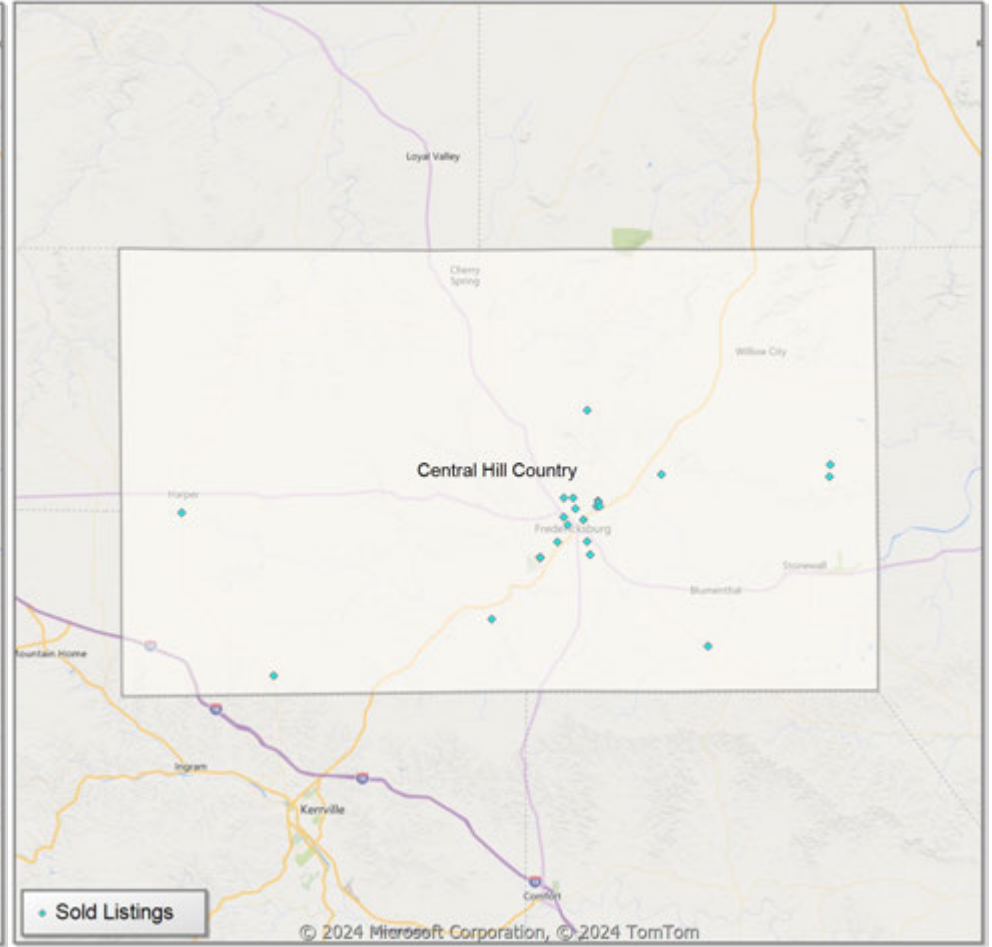 Loyal Valley
Cherry
Spring
Willow City
Central Hill Country
Harper
Fredericksburg
Stonewall
Blumenthal
Mountain Home
Ingram
Kerrville
Comfort
Sold Listings
© 2024 Microsoft Corporation, © 2024 TomTom